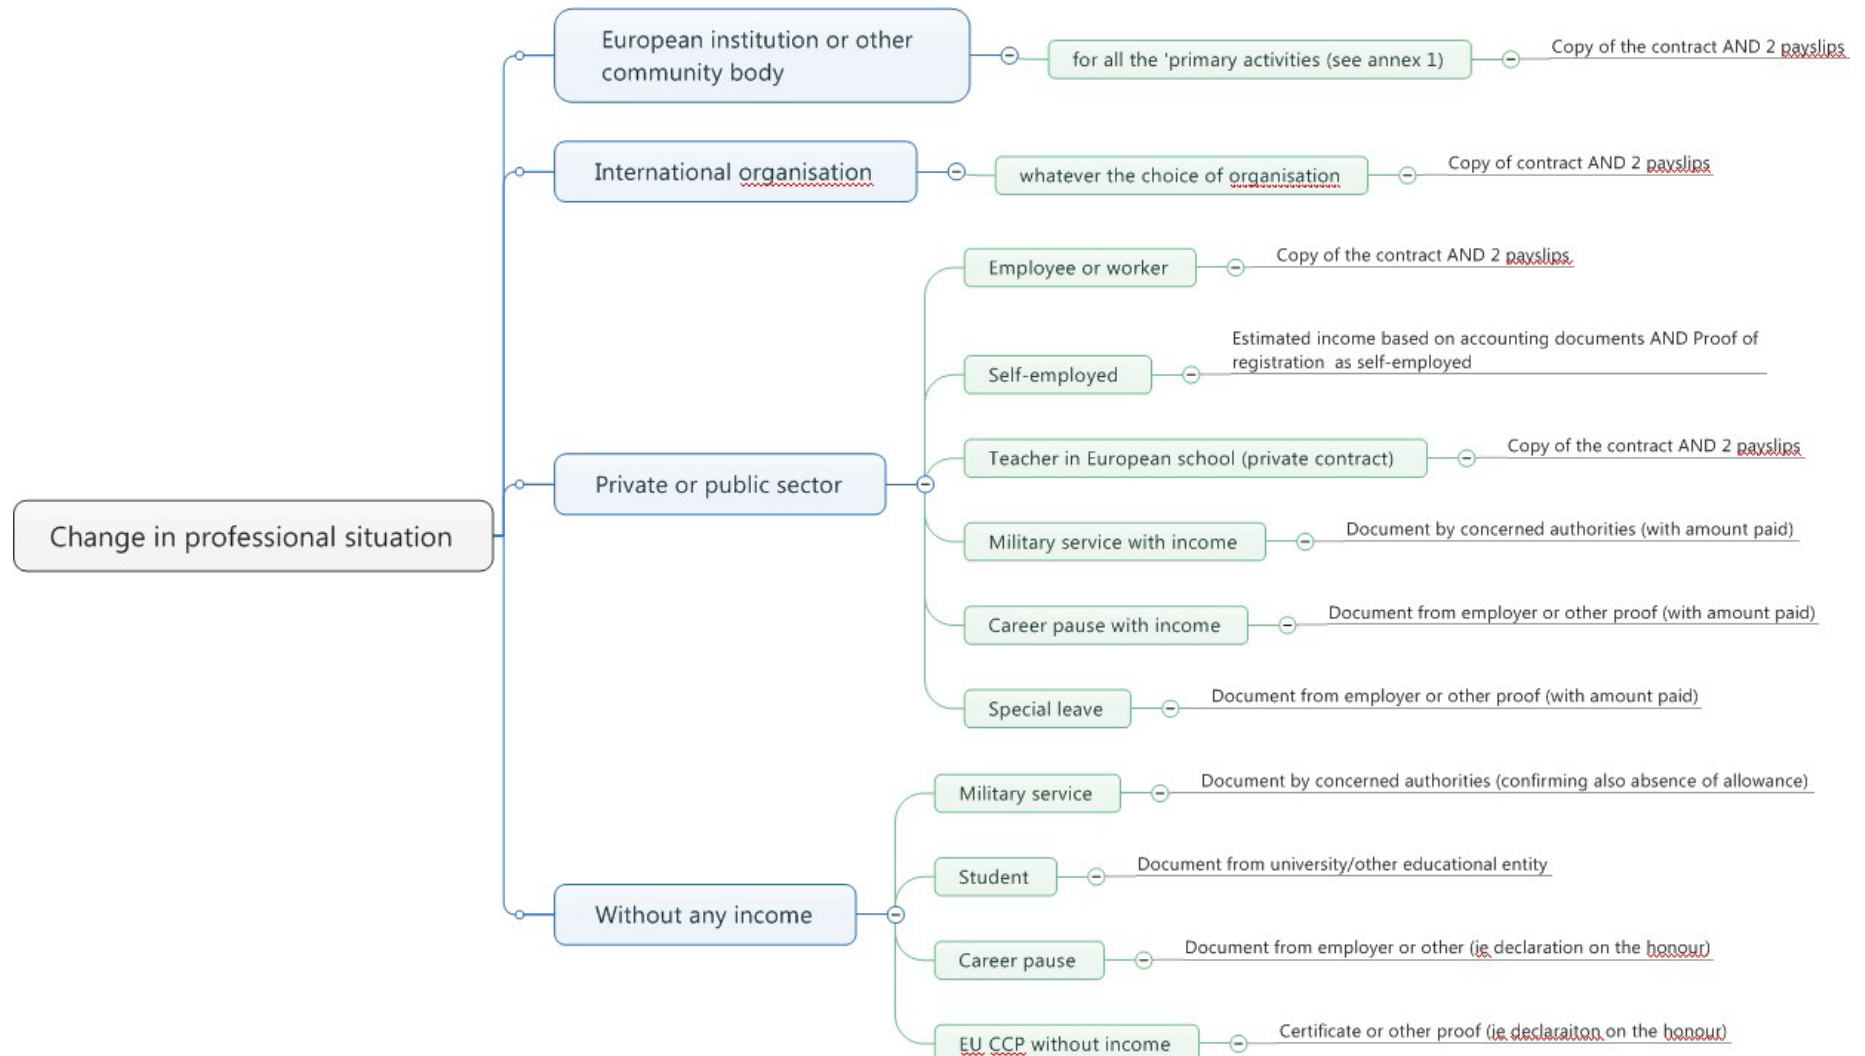 European institution or other
community body
for all the 'primary activities (see annex 1)
Copy of the contract AND 2 payslips
International organisation
whatever the choice of organisation
Copy of contract AND 2 payslips
Change in professional situation
Private or public sector
Employee or worker
Copy of the contract AND 2 payslips
Self-employed
Estimated income based on accounting documents AND Proof of
registration  as self-employed
Teacher in European school (private contract)
Copy of the contract AND 2 payslips
Military service with income
Document by concerned authorities (with amount paid)
Career pause with income
Document from employer or other proof (with amount paid)
Special leave
Document from employer or other proof (with amount paid)
Without any income
Military service
Document by concerned authorities (confirming also absence of allowance)
Student
Document from university/other educational entity
Career pause
Document from employer or other (ie declaration on the honour)
EU CCP without income
Certificate or other proof (ie declaraiton on the honour)